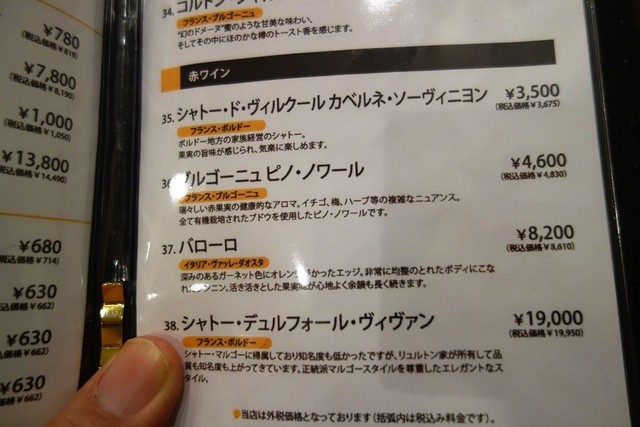 ¥780
(税込価格¥819)
¥7,800
(税込価格¥8,190)
¥1,000
(税込価格¥1,050)
¥13,800
(税込価格¥14,490)
¥680
(税込価格¥714)
¥630
(税込価格¥662)
¥630
(税込価格¥662)
¥630
(税込価格¥662)
34. コルトン・
フランス・ブルゴーニュ
"幻のドメーヌ"蜜のような甘美な味わい、
そしてその中にほのかな樽のトースト香を感じます。
赤ワイン
35. シャトー・ド・ヴィルクール カベルネ・ソーヴィニヨン ¥3,500
(税込価格¥3,675)
フランス・ボルドー
ボルドー地方の家族経営のシャトー。
果実の旨味が感じられ、気楽に楽しめます。
ブルゴーニュ ピノ・ノワール ¥4,600
(税込価格¥4,830)
フランス・ブルゴーニュ
瑞々しい赤果実の健康的なアロマ。イチゴ、梅、ハーブ等の複雑なニュアンス。
全て有機栽培されたブドウを使用したピノ・ノワールです。
37. バローロ ¥8,200
(税込価格¥8,610)
イタリア・ヴァッレ・ダオスタ
深みのあるガーネット色にオレンジがかったエッジ。非常に均整のとれたボディにこな
れたタンニン。活き活きとした果実味が心地よく余韻も長く続きます。
38. シャトー・デュルフォール・ヴィヴァン ¥19,000
(税込価格¥19,950)
フランス・ボルドー
シャトー・マルゴーに帰属しており知名度も低かったですが、リュルトン家が所有して品
質も知名度も上がってきています。正統派マルゴースタイルを尊重したエレガントなス
タイル。
当店は外税価格となっております(括弧内は税込み料金です)。